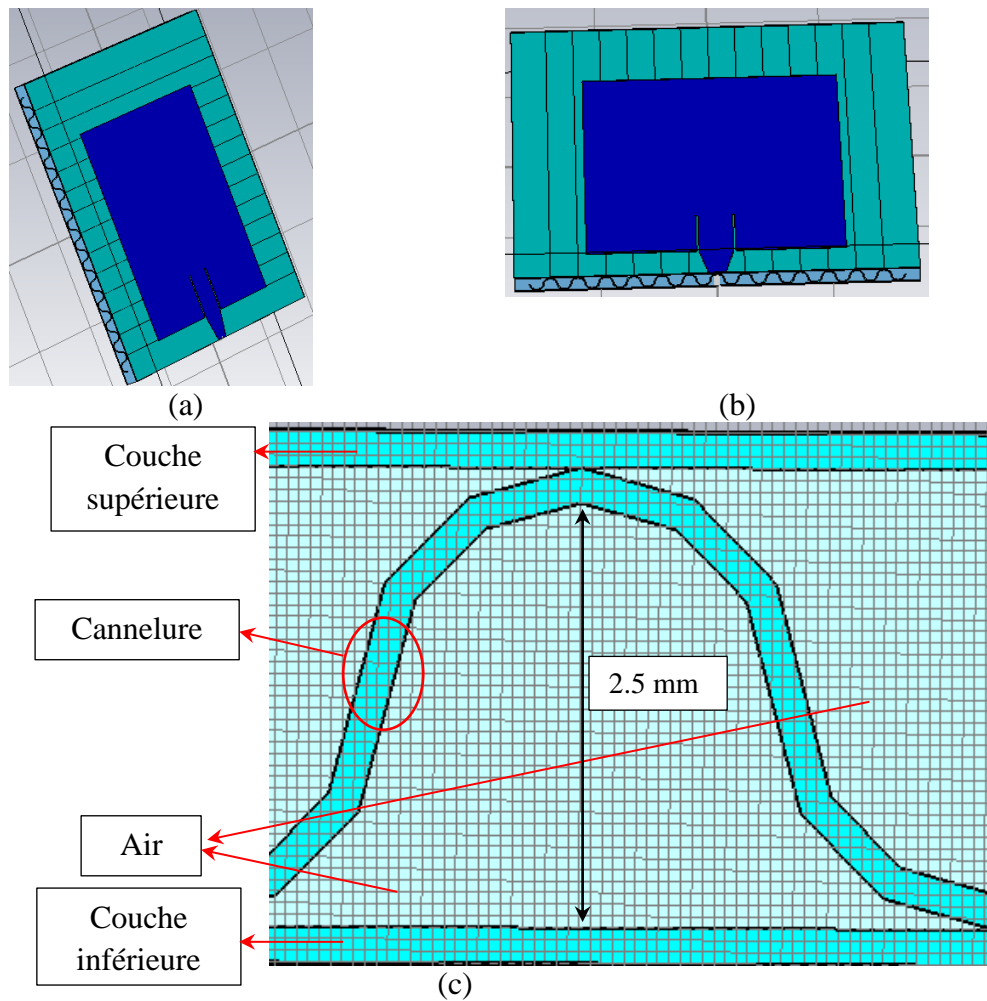 (a)
(b)
Couche
supérieure
Cannelure
2.5 mm
Air
Couche
inférieure
(c)